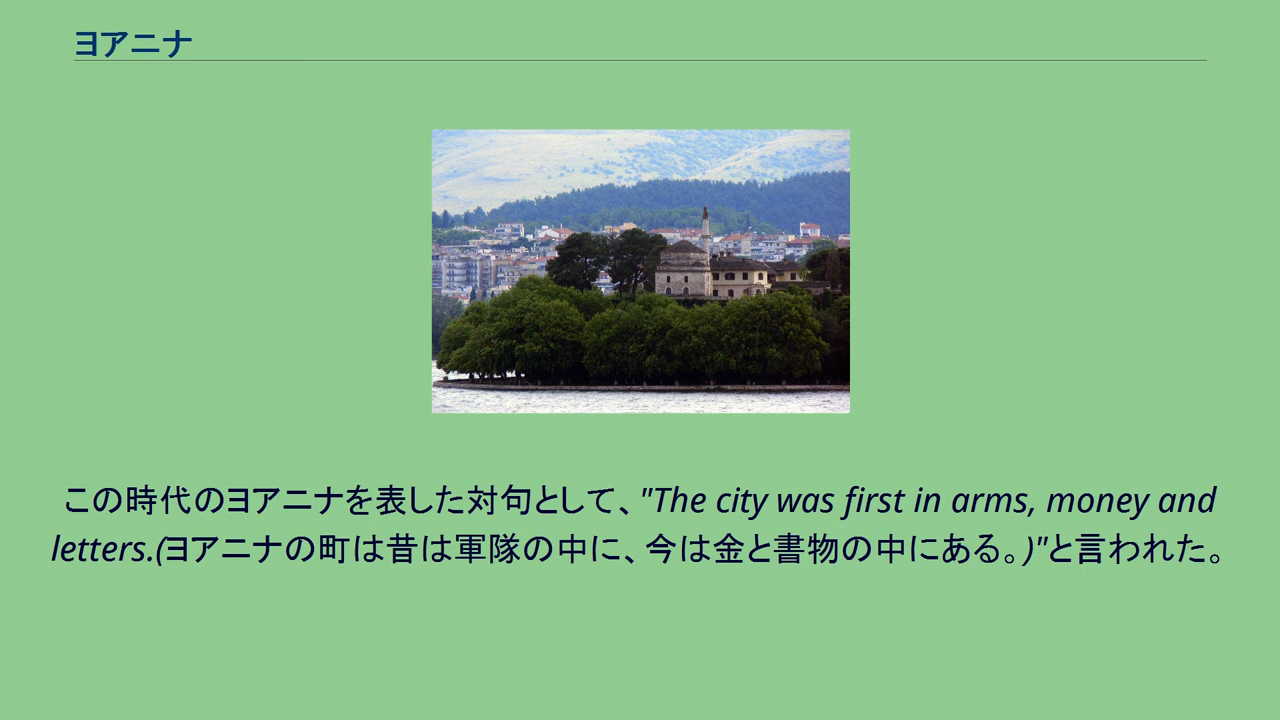 ヨアニナ
この時代のヨアニナを表した対句として、"The city was first in arms, money and
letters.(ヨアニナの町は昔は軍隊の中に、今は金と書物の中にある。)"と言われた。